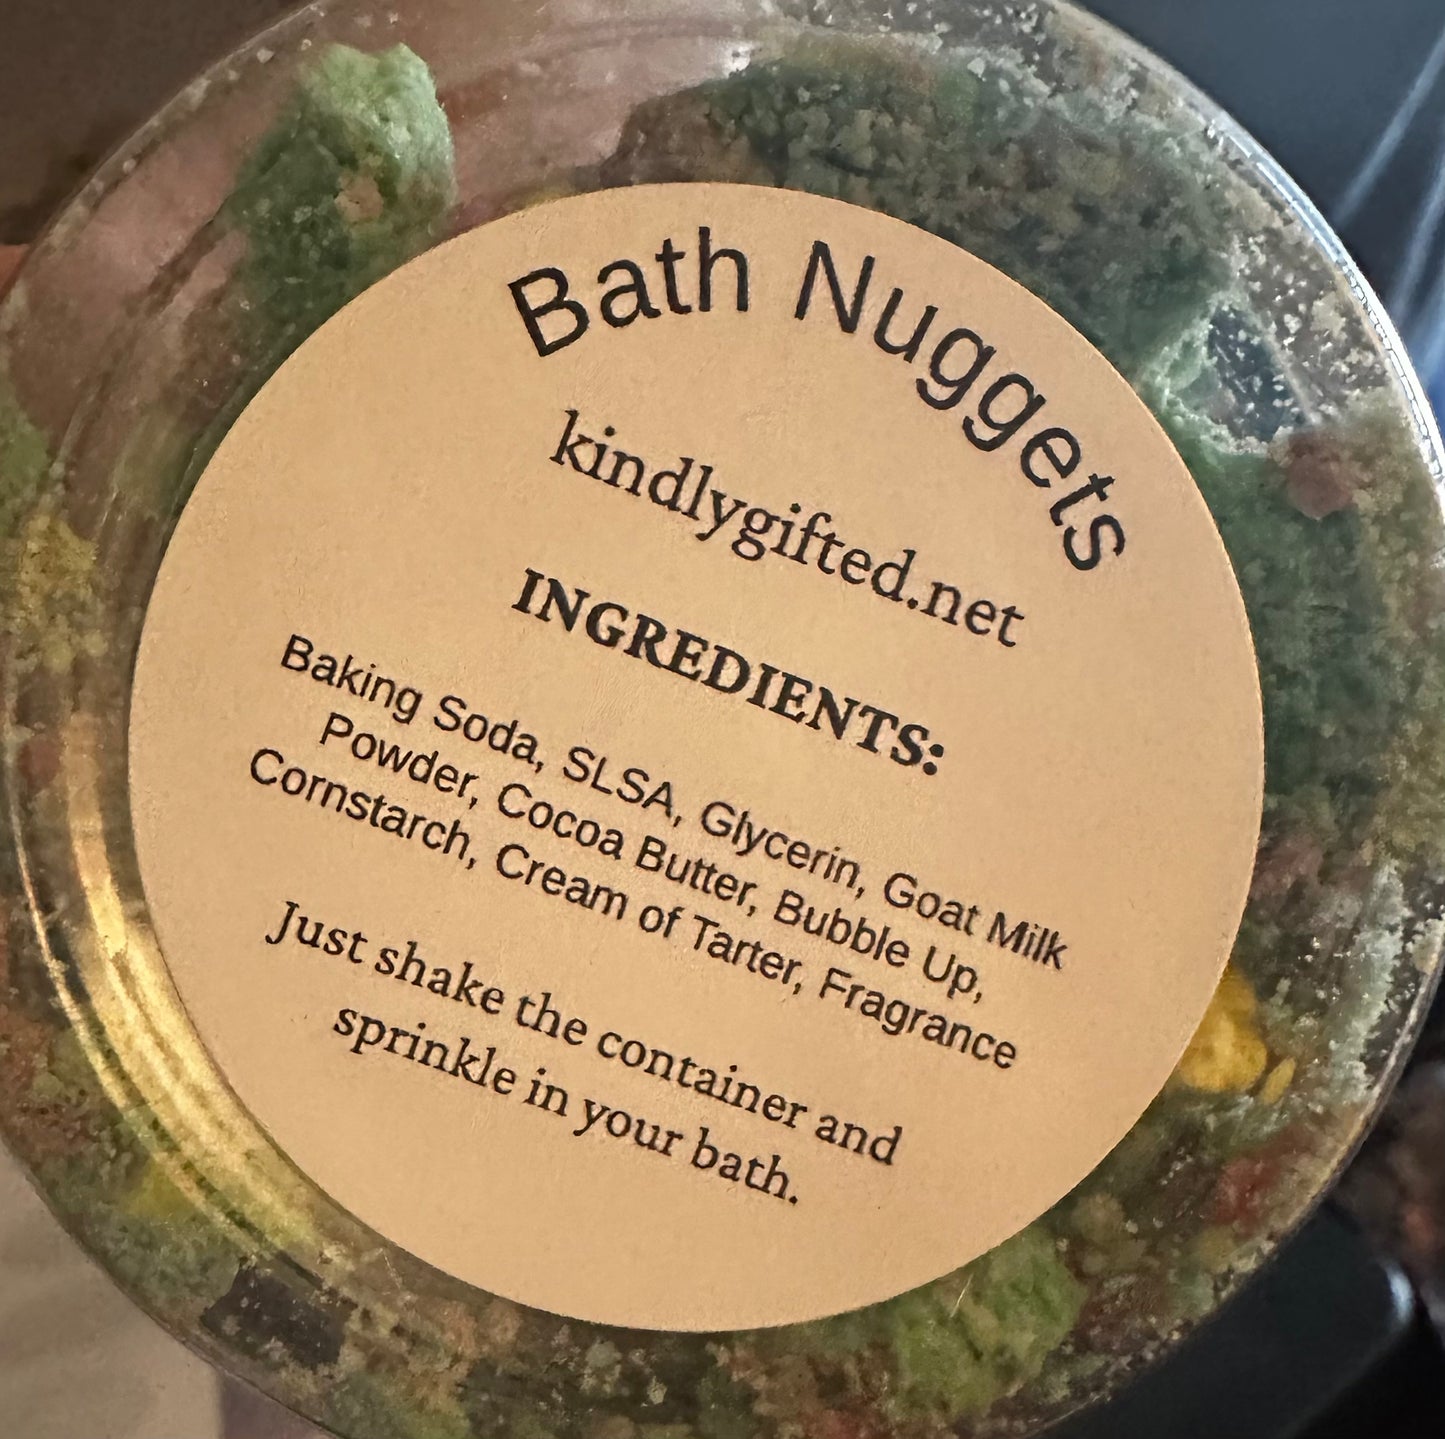 Bath Nuggets
kindlygifted.net
INGREDIENTS:
Baking Soda, SLSA, Glycerin, Goat Milk
Powder, Cocoa Butter, Bubble Up,
Cornstarch, Cream of Tarter, Fragrance
Just shake the container and
sprinkle in your bath.